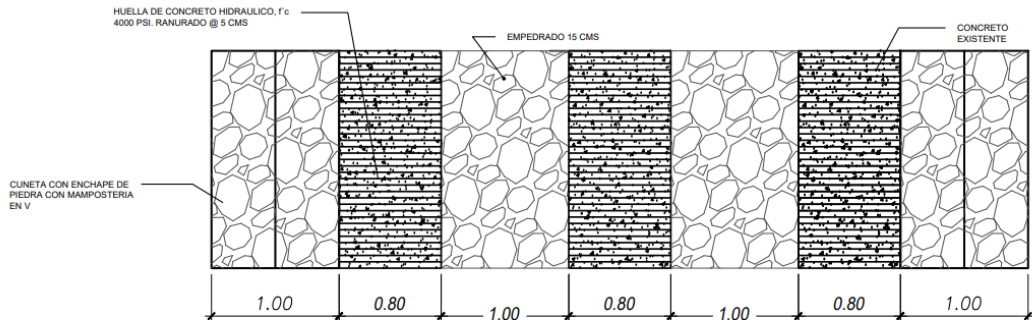 HUELLA DE CONCRETO HIDRAULICO, f´c
4000 PSI. RANURADO @ 5 CMS
EMPEDRADO 15 CMS
CONCRETO
EXISTENTE
CUNETA CON ENCHAPE DE
PIEDRA CON MAMPOSTERIA
EN V
1.00
0.80
1.00
0.80
1.00
0.80
1.00